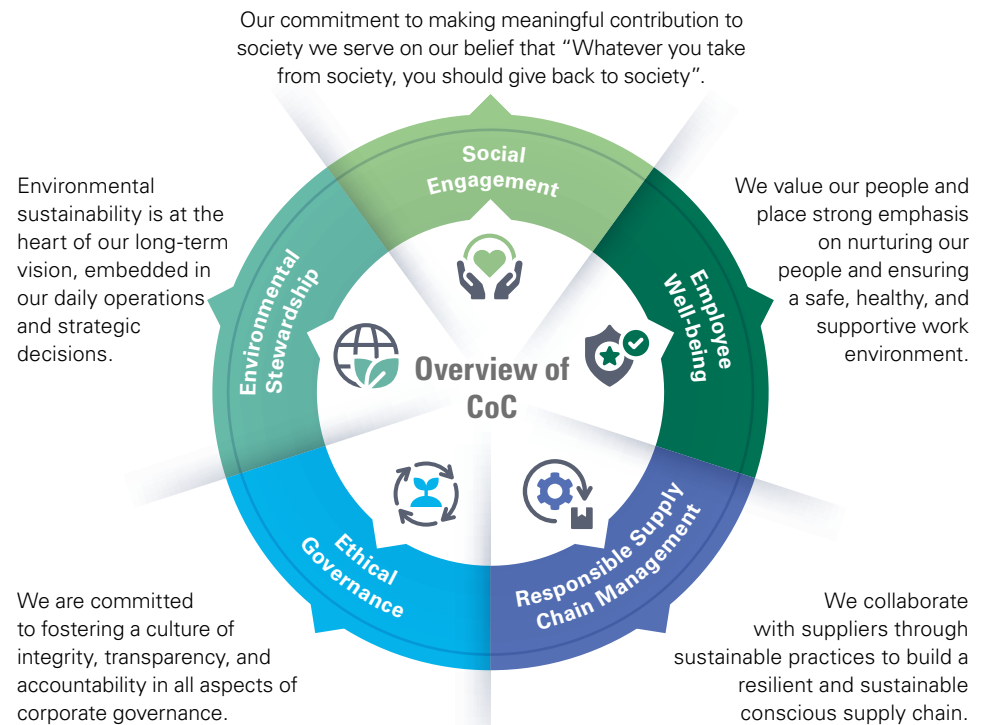 Our commitment to making meaningful contribution to
society we serve on our belief that “Whatever you take
from society, you should give back to society”.
Social
Engagement
Environmental
sustainability is at the
heart of our long-term
vision, embedded in
our daily operations
and strategic
decisions.
Environmental
Stewardship
Employee
Well-being
We value our people and
place strong emphasis
on nurturing our
people and ensuring
a safe, healthy, and
supportive work
environment.
Overview of
CoC
Ethical
Governance
Responsible Supply
Chain Management
We are committed
to fostering a culture of
integrity, transparency, and
accountability in all aspects of
corporate governance.
We collaborate
with suppliers through
sustainable practices to build a
resilient and sustainable
conscious supply chain.